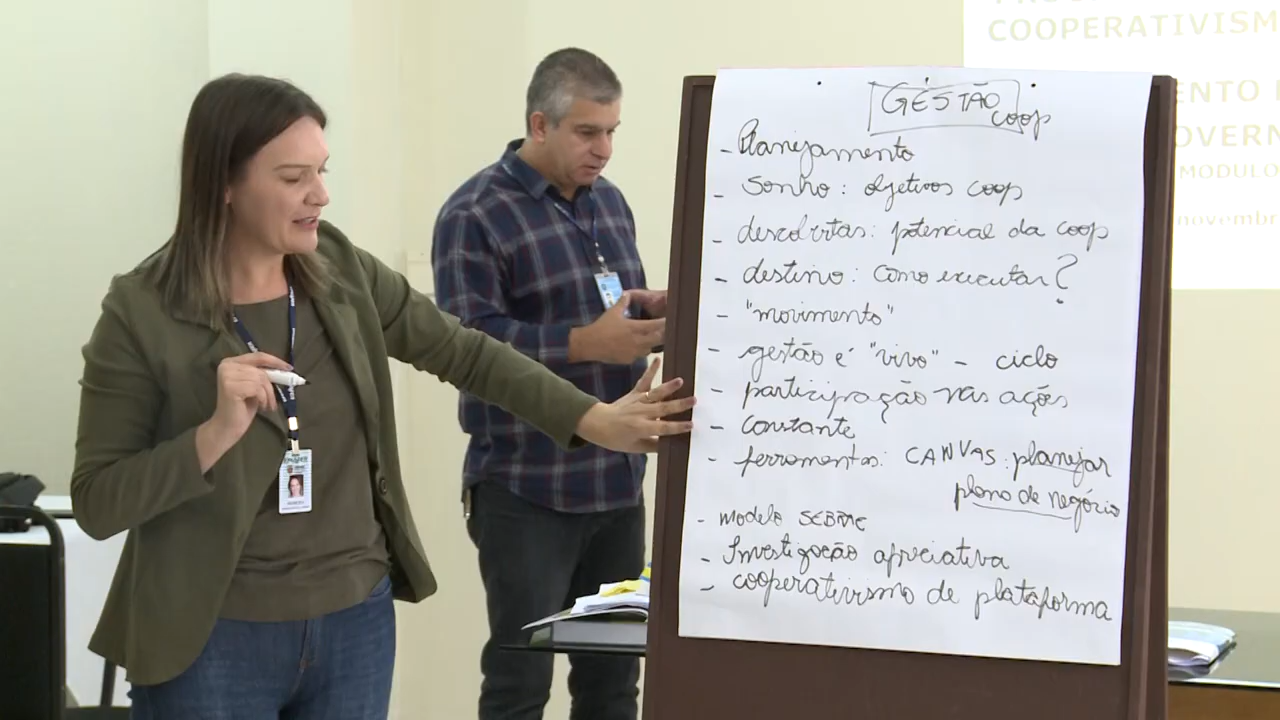 COOPERATIVISM
ENTO
OVERN
MODULO
novembr
GESTÃO
coop
- Planejamento
- Sonho: objetivos coop
- descobertas: potencial da coop
- destino: como executar?
- "movimento"
- gestão é "vivo" - ciclo
- participação nas ações
- constante
- ferramentas: CANVAS: planejar
plano de negócio
- modelo SEBRAE
- Investigação apreciativa
- cooperativismo de plataforma